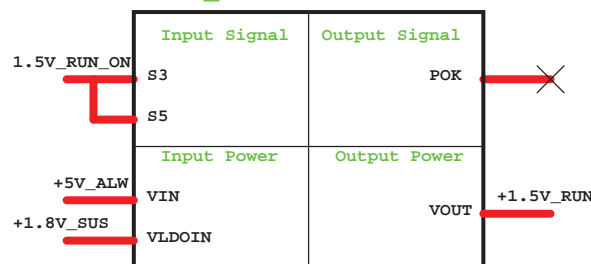 Input Signal Output Signal
1.5V_RUN_ON
S3 POK
S5
Input Power Output Power
+5V_ALW
VIN +1.5V_RUN
VOUT
+1.8V_SUS
VLDOIN